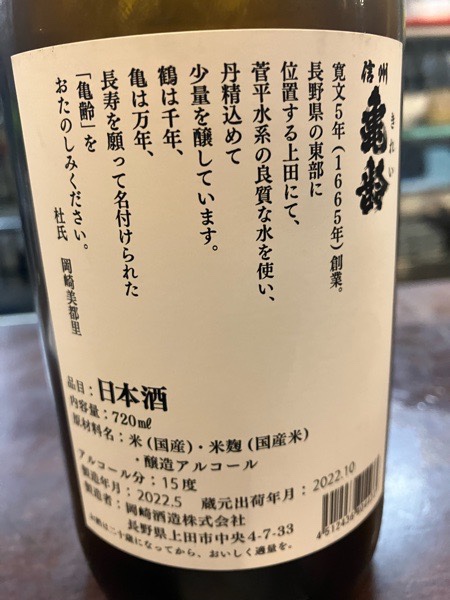 信州
亀齢
きれい
寛文5年(1665年)創業。
長野県の東部に
位置する上田にて、
菅平水系の良質な水を使い、
丹精込めて
少量を醸しています。
鶴は千年、
亀は万年、
長寿を願って名付けられた
「亀齢」を
おたのしみください。
杜氏 岡崎美都里
品目：日本酒
内容量：720mℓ
原材料名：米(国産)・米麹(国産米)
・醸造アルコール
アルコール分：15度
製造年月：2022.5 蔵元出荷年月：2022.10
製造者：岡崎酒造株式会社
長野県上田市中央4-7-33
お酒は二十歳になってから、おいしく適量を。